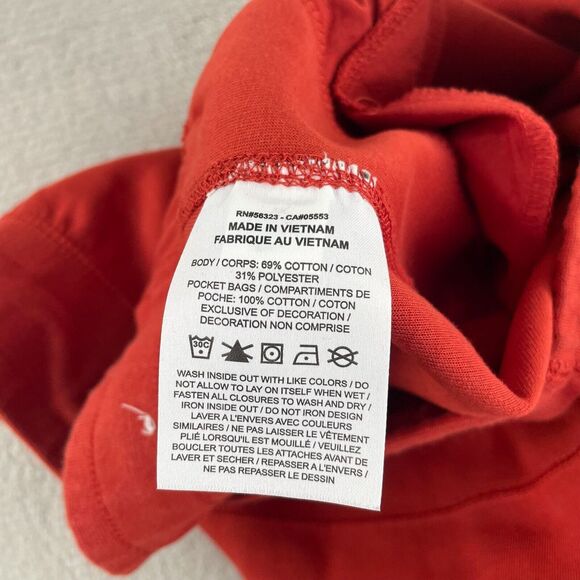 RN#56323 - CA#05553
MADE IN VIETNAM
FABRIQUE AU VIETNAM
BODY / CORPS: 69% COTTON / COTON
31% POLYESTER
POCKET BAGS / COMPARTIMENTS DE
POCHE: 100% COTTON / COTON
EXCLUSIVE OF DECORATION /
DECORATION NON COMPRISE
30C
WASH INSIDE OUT WITH LIKE COLORS / DO
NOT ALLOW TO LAY ON ITSELF WHEN WET /
FASTEN ALL CLOSURES TO WASH AND DRY /
IRON INSIDE OUT / DO NOT IRON DESIGN
LAVER A L'ENVERS AVEC COULEURS
SIMILAIRES / NE PAS LAISSER LE VÊTEMENT
PLIÉ LORSQU'IL EST MOUILLÉ / VEUILLEZ
BOUCLER TOUTES LES ATTACHES AVANT DE
LAVER ET SECHER / REPASSER A L'ENVERS /
NE PAS REPASSER LE DESSIN